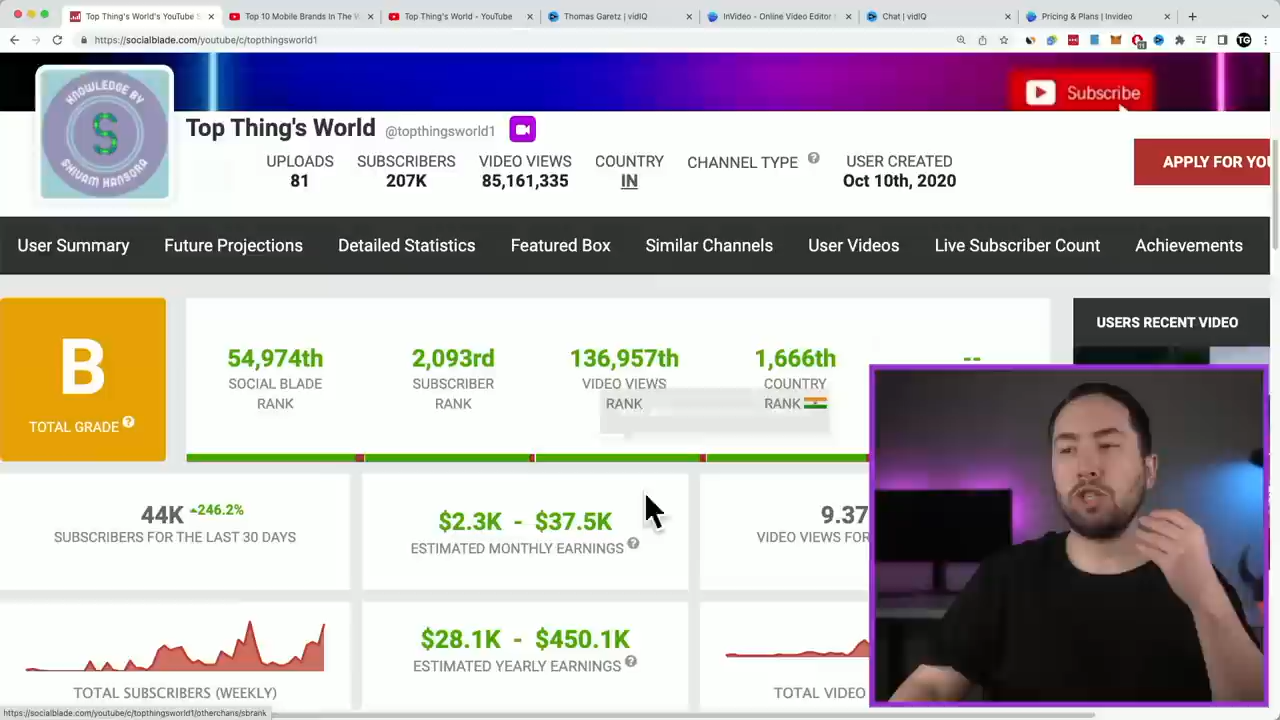 Top Thing's World's YouTube S
Top 10 Mobile Brands In The W
Top Thing's World - YouTube
Thomas Garetz | vidIQ
InVideo - Online Video Editor
Chat | vidIQ
Pricing & Plans | Invideo
https://socialblade.com/youtube/c/topthingsworld1
TG
KNOWLEDGE BY
S
SHIVAM HANSORA
Subscribe
Top Thing's World @topthingsworld1
UPLOADS
81
SUBSCRIBERS
207K
VIDEO VIEWS
85,161,335
COUNTRY
IN
CHANNEL TYPE ?
USER CREATED
Oct 10th, 2020
APPLY FOR YOU
User Summary Future Projections Detailed Statistics Featured Box Similar Channels User Videos Live Subscriber Count Achievements
B
TOTAL GRADE ?
54,974th
SOCIAL BLADE
RANK
2,093rd
SUBSCRIBER
RANK
136,957th
VIDEO VIEWS
RANK
1,666th
COUNTRY
RANK
--
USERS RECENT VIDEO
44K 246.2%
SUBSCRIBERS FOR THE LAST 30 DAYS
$2.3K - $37.5K
ESTIMATED MONTHLY EARNINGS ?
9.37
VIDEO VIEWS FOR
$28.1K - $450.1K
ESTIMATED YEARLY EARNINGS ?
TOTAL SUBSCRIBERS (WEEKLY)
TOTAL VIDEO
https://socialblade.com/youtube/c/topthingsworld1/otherchans/sbrank